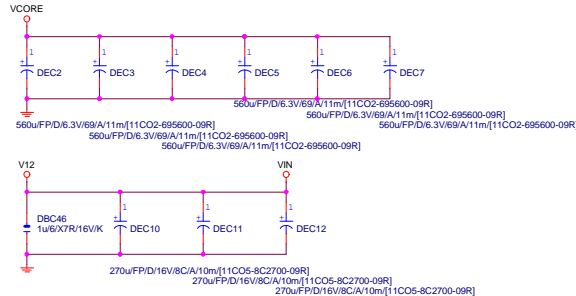 VCORE
1 1 1 1 1 1
+ DEC2 + DEC3 + DEC4 + DEC5 + DEC6 + DEC7
560u/FP/D/6.3V/69/A/11m/[11CO2-695600-09R]
560u/FP/D/6.3V/69/A/11m/[11CO2-695600-09R]
560u/FP/D/6.3V/69/A/11m/[11CO2-695600-09R]
560u/FP/D/6.3V/69/A/11m/[11CO2-695600-09R]
560u/FP/D/6.3V/69/A/11m/[11CO2-695600-09R]
560u/FP/D/6.3V/69/A/11m/[11CO2-695600-09R]
V12 VIN
1 1 1
DBC46
1u/6/X7R/16V/K
+ DEC10 + DEC11 + DEC12
270u/FP/D/16V/8C/A/10m/[11CO5-8C2700-09R]
270u/FP/D/16V/8C/A/10m/[11CO5-8C2700-09R]
270u/FP/D/16V/8C/A/10m/[11CO5-8C2700-09R]